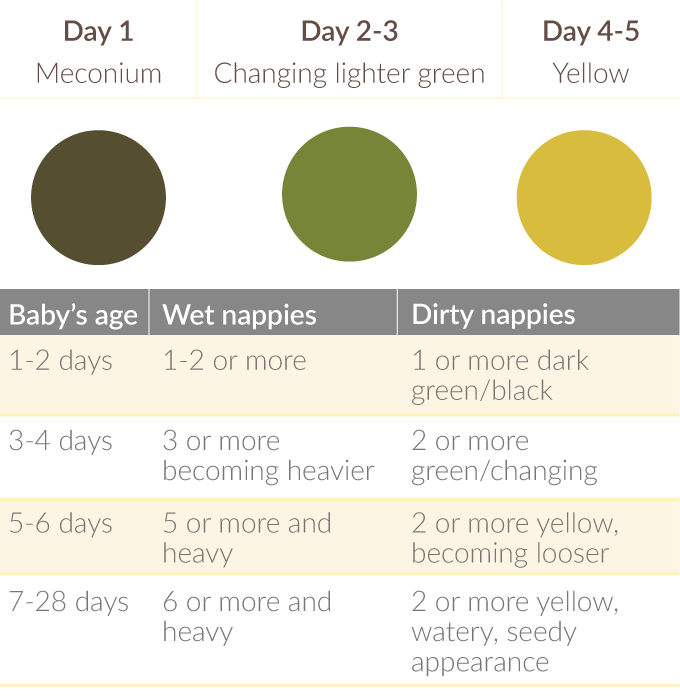 Day 1
Meconium
Day 2-3
Changing lighter green
Day 4-5
Yellow
Baby’s age
Wet nappies
Dirty nappies
1-2 days
1-2 or more
1 or more dark
green/black
3-4 days
3 or more
becoming heavier
2 or more
green/changing
5-6 days
5 or more and
heavy
2 or more yellow,
becoming looser
7-28 days
6 or more and
heavy
2 or more yellow,
watery, seedy
appearance